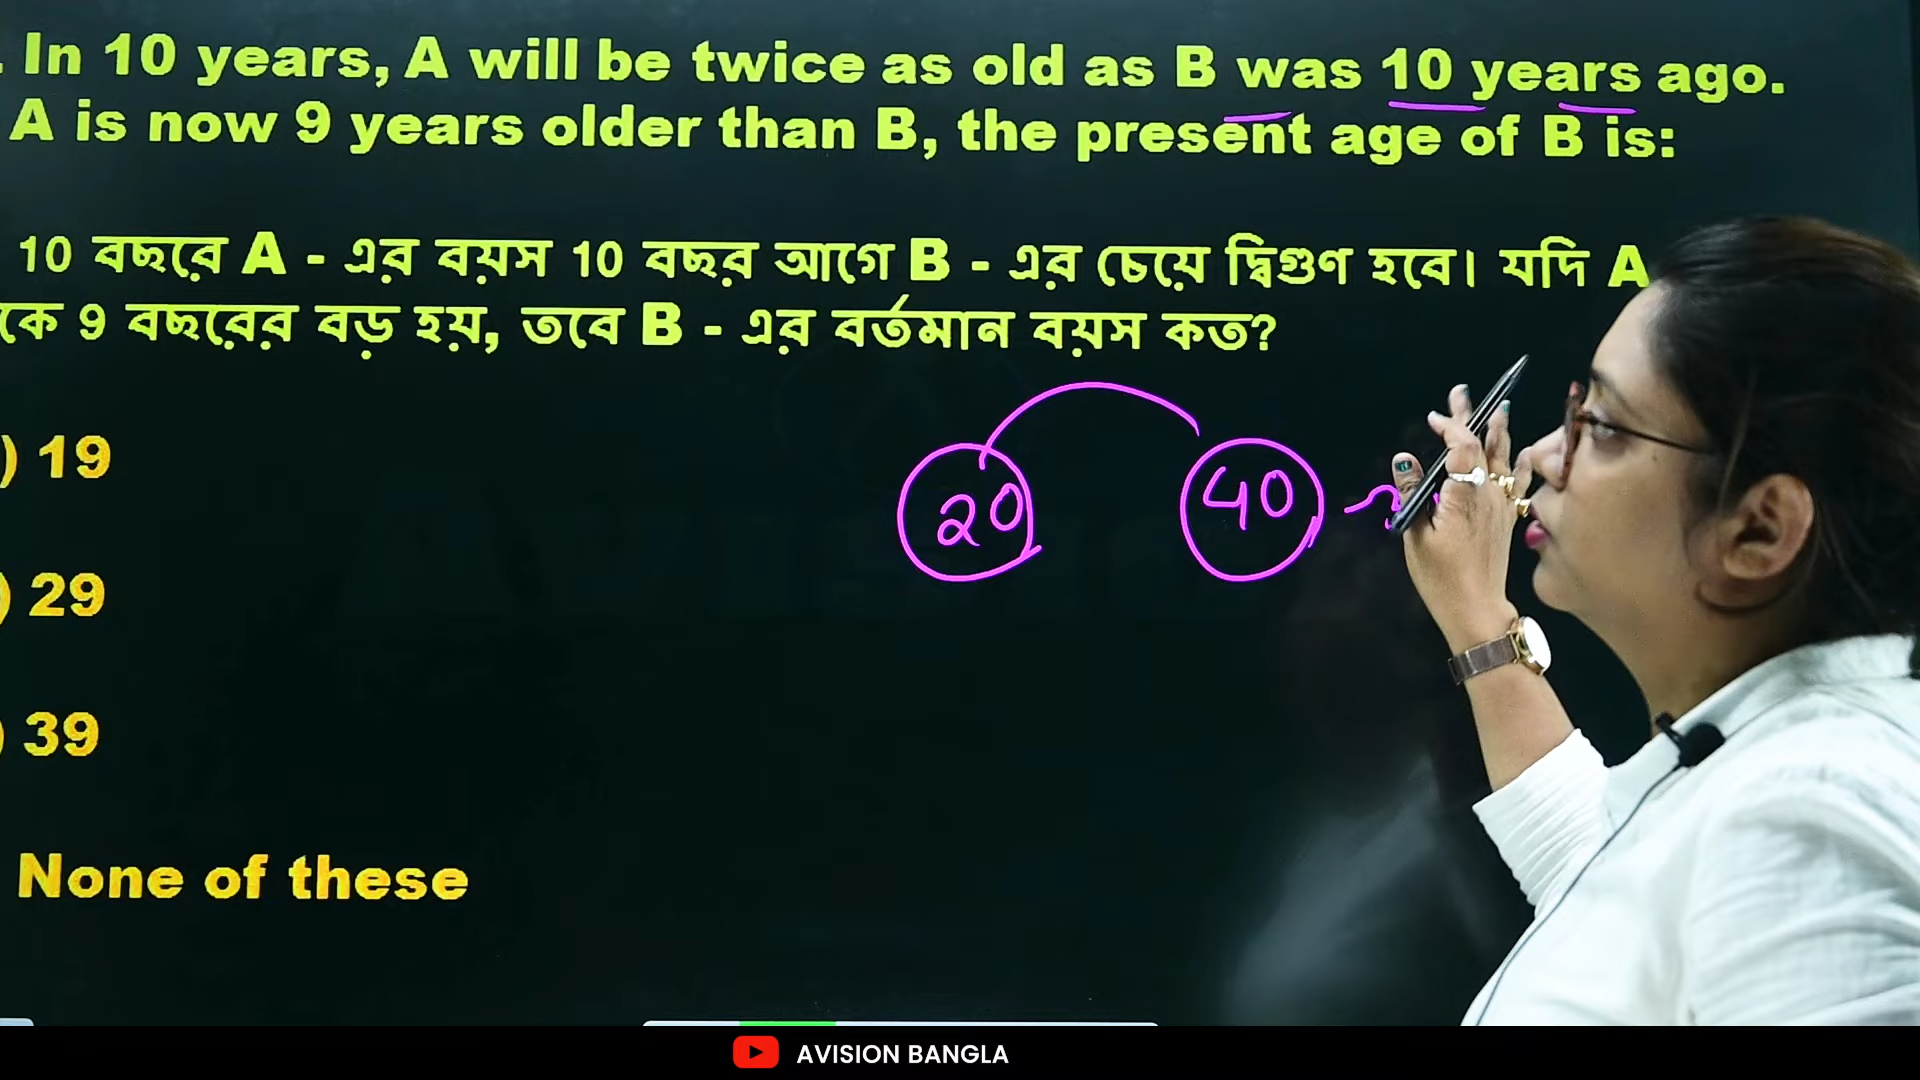 . In 10 years, A will be twice as old as B was 10 years ago.
A is now 9 years older than B, the present age of B is:
10 বছরে A - এর বয়স 10 বছর আগে B - এর চেয়ে দ্বিগুণ হবে। যদি A
কে 9 বছরের বড় হয়, তবে B - এর বর্তমান বয়স কত?
20 40
) 19
) 29
) 39
None of these
AVISION BANGLA